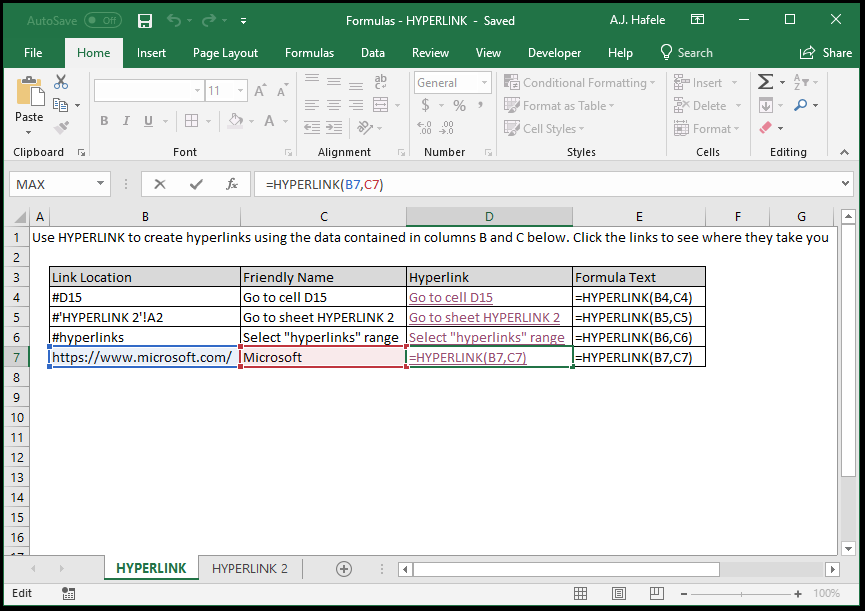 AutoSave Off Formulas - HYPERLINK - Saved A.J. Hafele
File Home Insert Page Layout Formulas Data Review View Developer Help Search Share
Paste 11 ab c General Conditional Formatting Insert Σ A Z
B I U A $ % , Format as Table Delete
←.0 .00 .00 →.0 Cell Styles Format
Clipboard Font Alignment Number Styles Cells Editing
MAX fx =HYPERLINK(B7,C7)
A B C D E F G
1 Use HYPERLINK to create hyperlinks using the data contained in columns B and C below. Click the links to see where they take you
2
3 Link Location Friendly Name Hyperlink Formula Text
4 #D15 Go to cell D15 Go to cell D15 =HYPERLINK(B4,C4)
5 #'HYPERLINK 2'!A2 Go to sheet HYPERLINK 2 Go to sheet HYPERLINK 2 =HYPERLINK(B5,C5)
6 #hyperlinks Select "hyperlinks" range Select "hyperlinks" range =HYPERLINK(B6,C6)
7 https://www.microsoft.com/ Microsoft =HYPERLINK(B7,C7) =HYPERLINK(B7,C7)
8
9
10
11
12
13
14
15
16
17
HYPERLINK HYPERLINK 2
Edit 100%